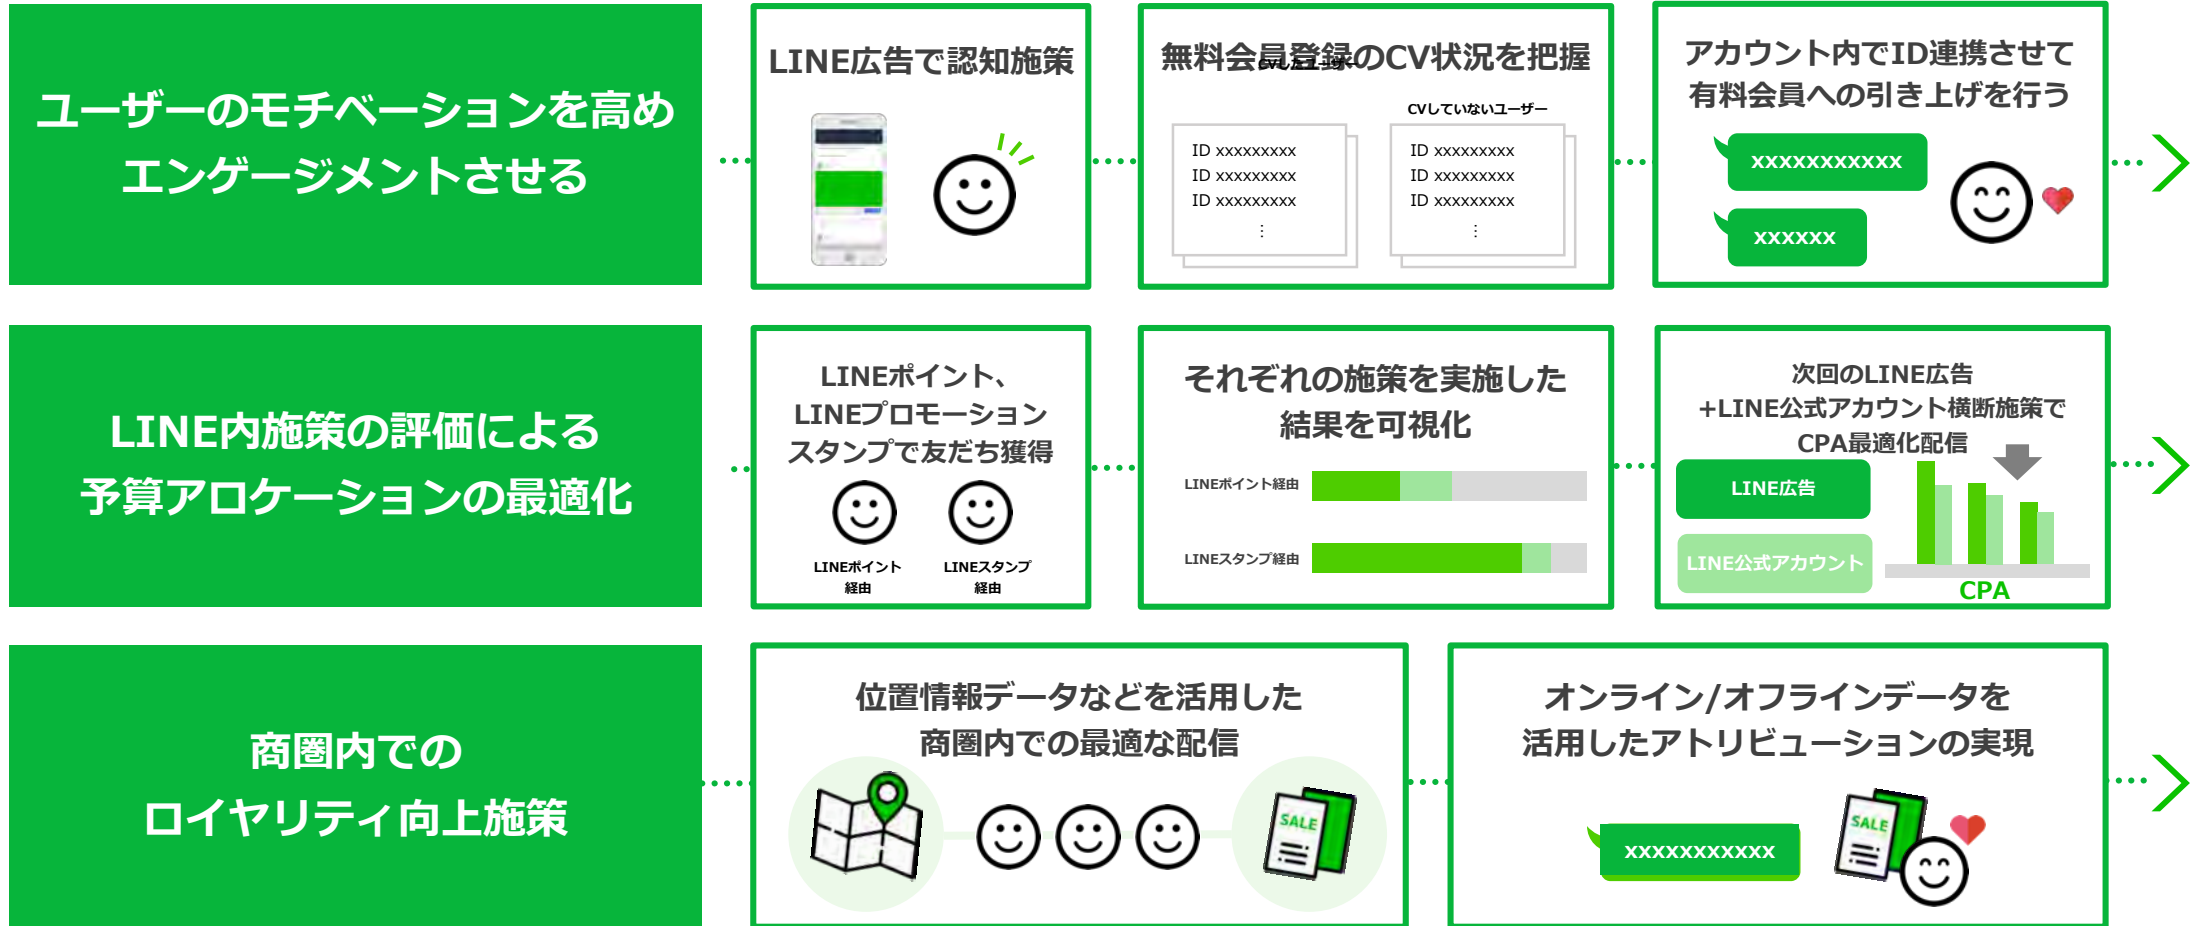 ユーザーのモチベーションを高め
エンゲージメントさせる
LINE広告で認知施策
無料会員登録のCV状況を把握
CVしたユーザー
CVしていないユーザー
ID xxxxxxxxx
ID xxxxxxxxx
ID xxxxxxxxx
⋮
ID xxxxxxxxx
ID xxxxxxxxx
ID xxxxxxxxx
⋮
アカウント内でID連携させて
有料会員への引き上げを行う
xxxxxxxxxxx
xxxxxx
LINE内施策の評価による
予算アロケーションの最適化
LINEポイント、
LINEプロモーション
スタンプで友だち獲得
LINEポイント
経由
LINEスタンプ
経由
それぞれの施策を実施した
結果を可視化
LINEポイント経由
LINEスタンプ経由
次回のLINE広告
+LINE公式アカウント横断施策で
CPA最適化配信
LINE広告
LINE公式アカウント
CPA
商圏内での
ロイヤリティ向上施策
位置情報データなどを活用した
商圏内での最適な配信
SALE
オンライン/オフラインデータを
活用したアトリビューションの実現
xxxxxxxxxxx
SALE